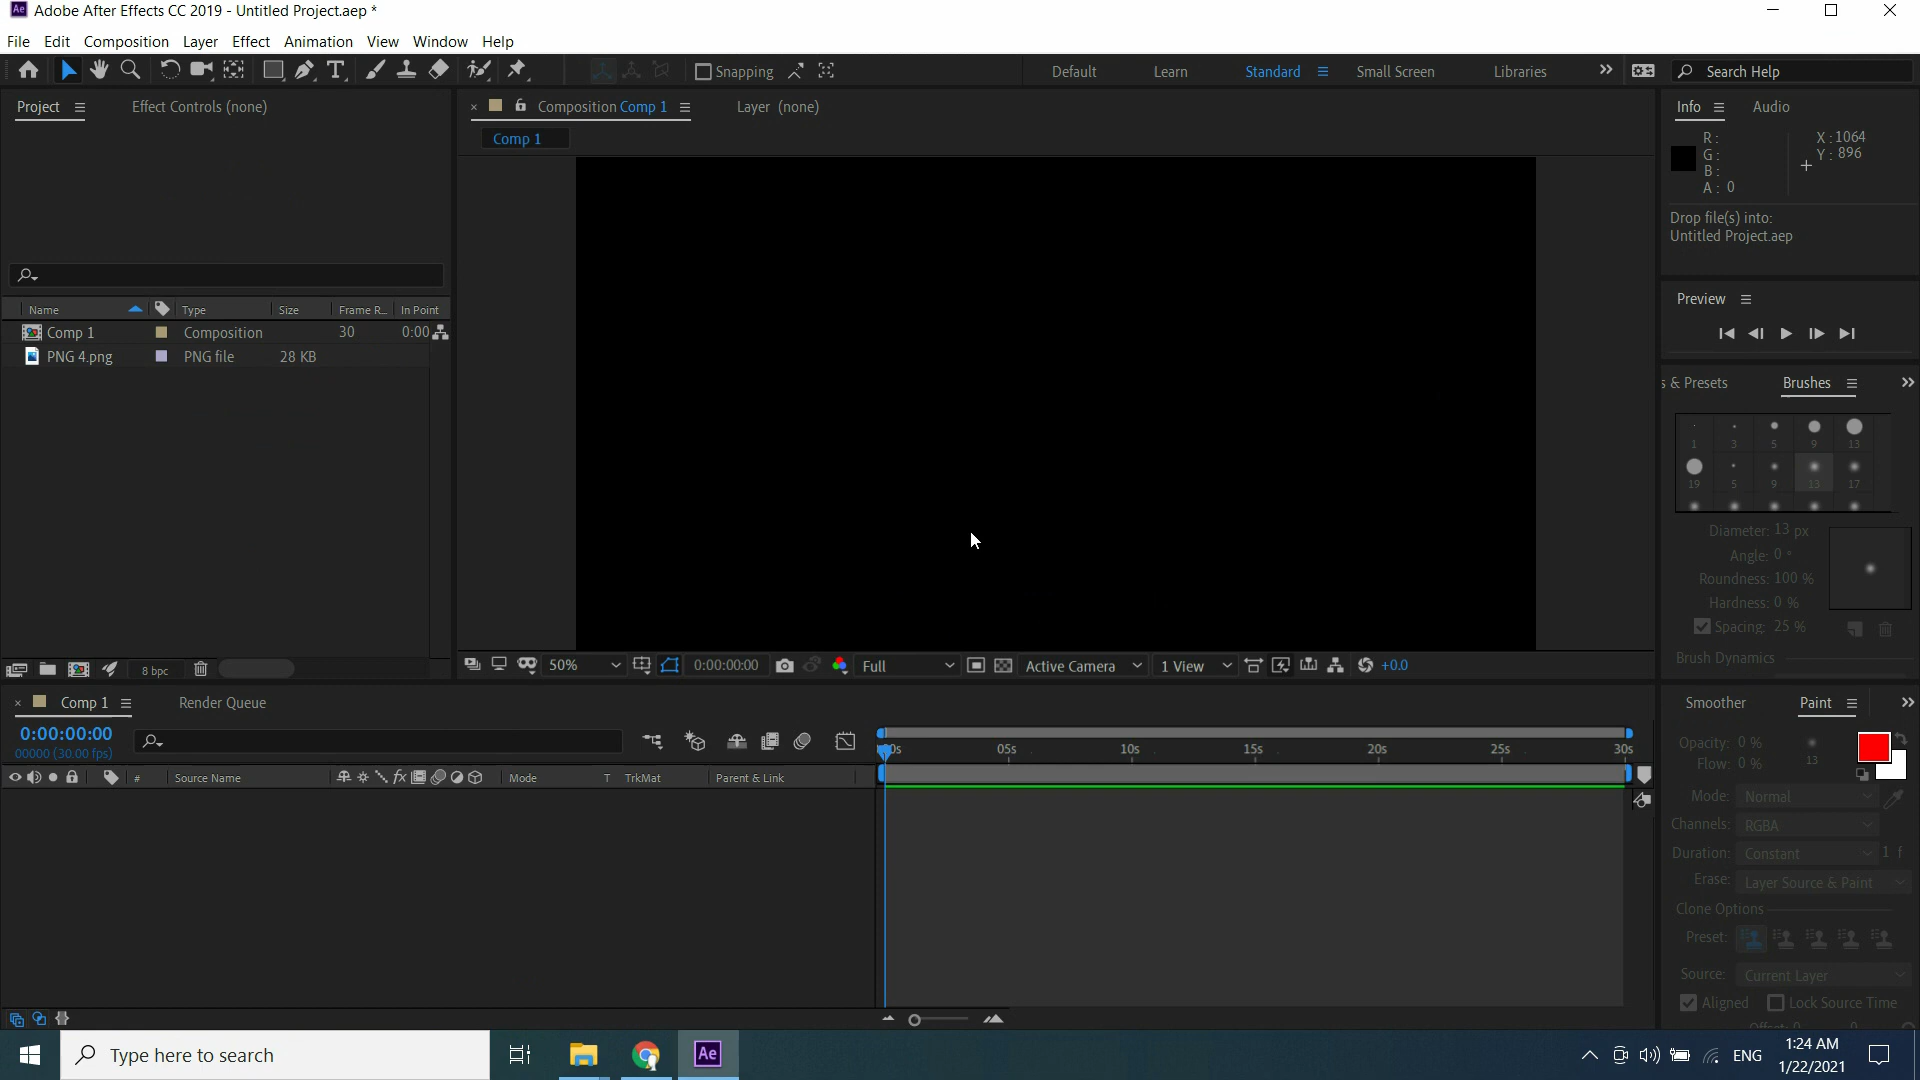 Adobe After Effects CC 2019 - Untitled Project.aep *
File Edit Composition Layer Effect Animation View Window Help
Snapping Default Learn Standard Small Screen Libraries Search Help
Project Effect Controls (none)
Composition Comp 1 Layer (none)
Comp 1
Info Audio
R :
G :
B :
A : 0
X : 1064
Y : 896
Drop file(s) into:
Untitled Project.aep
Preview
s & Presets Brushes
1 3 5 9 13
19 5 9 13 17
Diameter: 13 px
Angle: 0 °
Roundness: 100 %
Hardness: 0 %
Spacing: 25 %
Brush Dynamics
Name Type Size Frame R... In Point
Comp 1 Composition 30 0:00
PNG 4.png PNG file 28 KB
8 bpc
50% 0:00:00:00 Full Active Camera 1 View +0.0
Comp 1 Render Queue
0:00:00:00
00000 (30.00 fps)
# Source Name Mode T TrkMat Parent & Link
00s 05s 10s 15s 20s 25s 30s
Smoother Paint
Opacity: 0 %
Flow: 0 %
13
Mode: Normal
Channels: RGBA
Duration: Constant 1 f
Erase: Layer Source & Paint
Clone Options
Preset:
Source: Current Layer
Aligned Lock Source Time
Type here to search
Ae
ENG
1:24 AM
1/22/2021